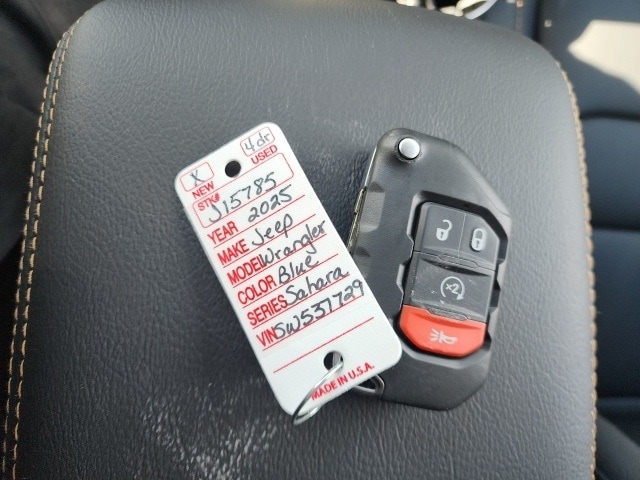 X 4dr
NEW USED
STK# J15785
YEAR 2025
MAKE Jeep
MODEL Wrangler
COLOR Blue
SERIES Sahara
VIN SW537729
MADE IN U.S.A.
X2